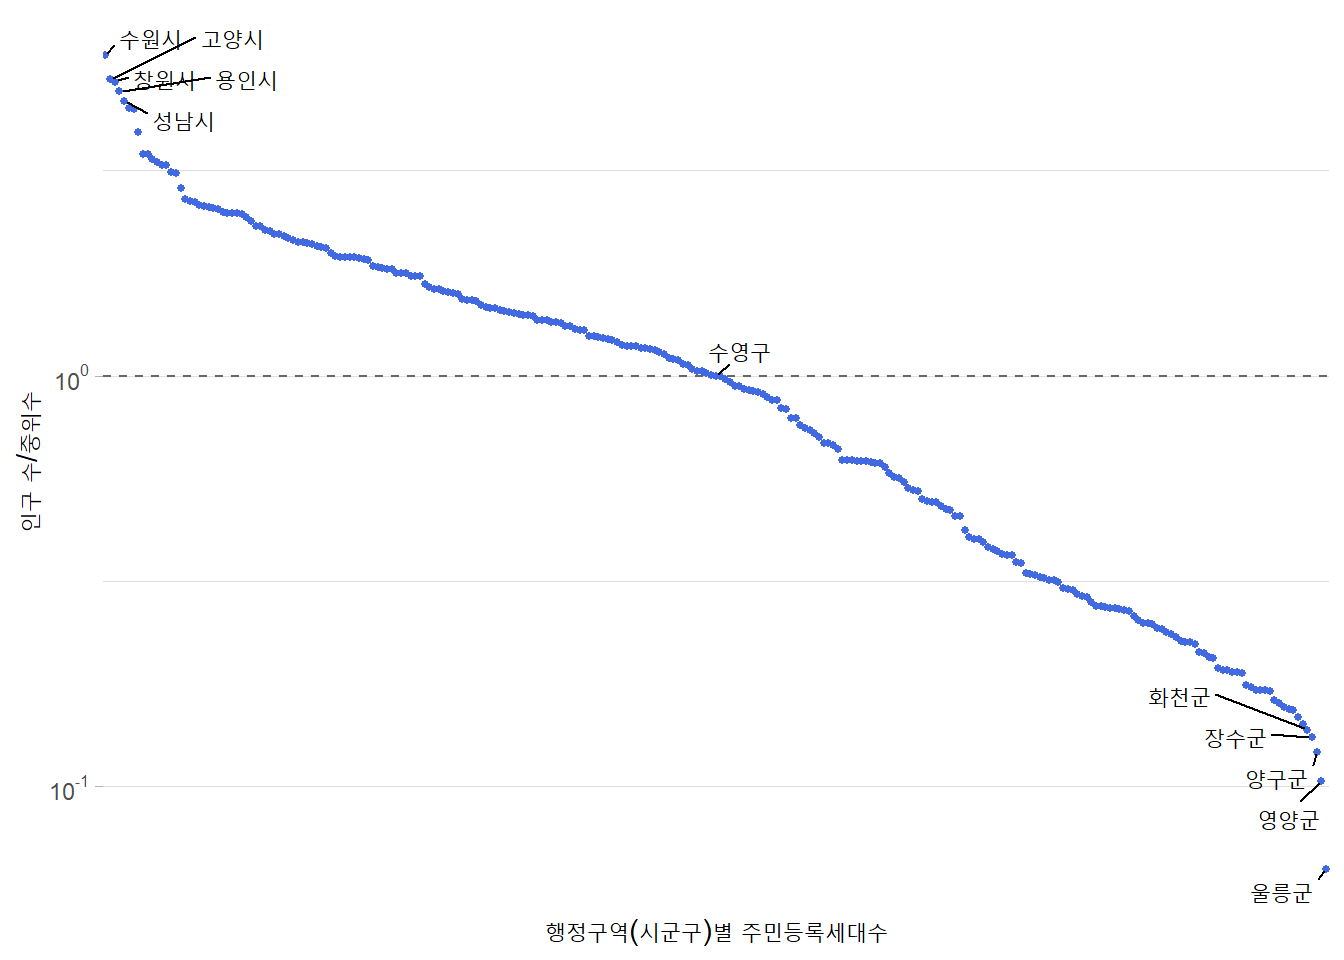 수원시 고양시
창원시 용인시
성남시
수영구
10⁰
인구 수/중위수
화천군
장수군
양구군
10⁻¹
영양군
울릉군
행정구역(시군구)별 주민등록세대수